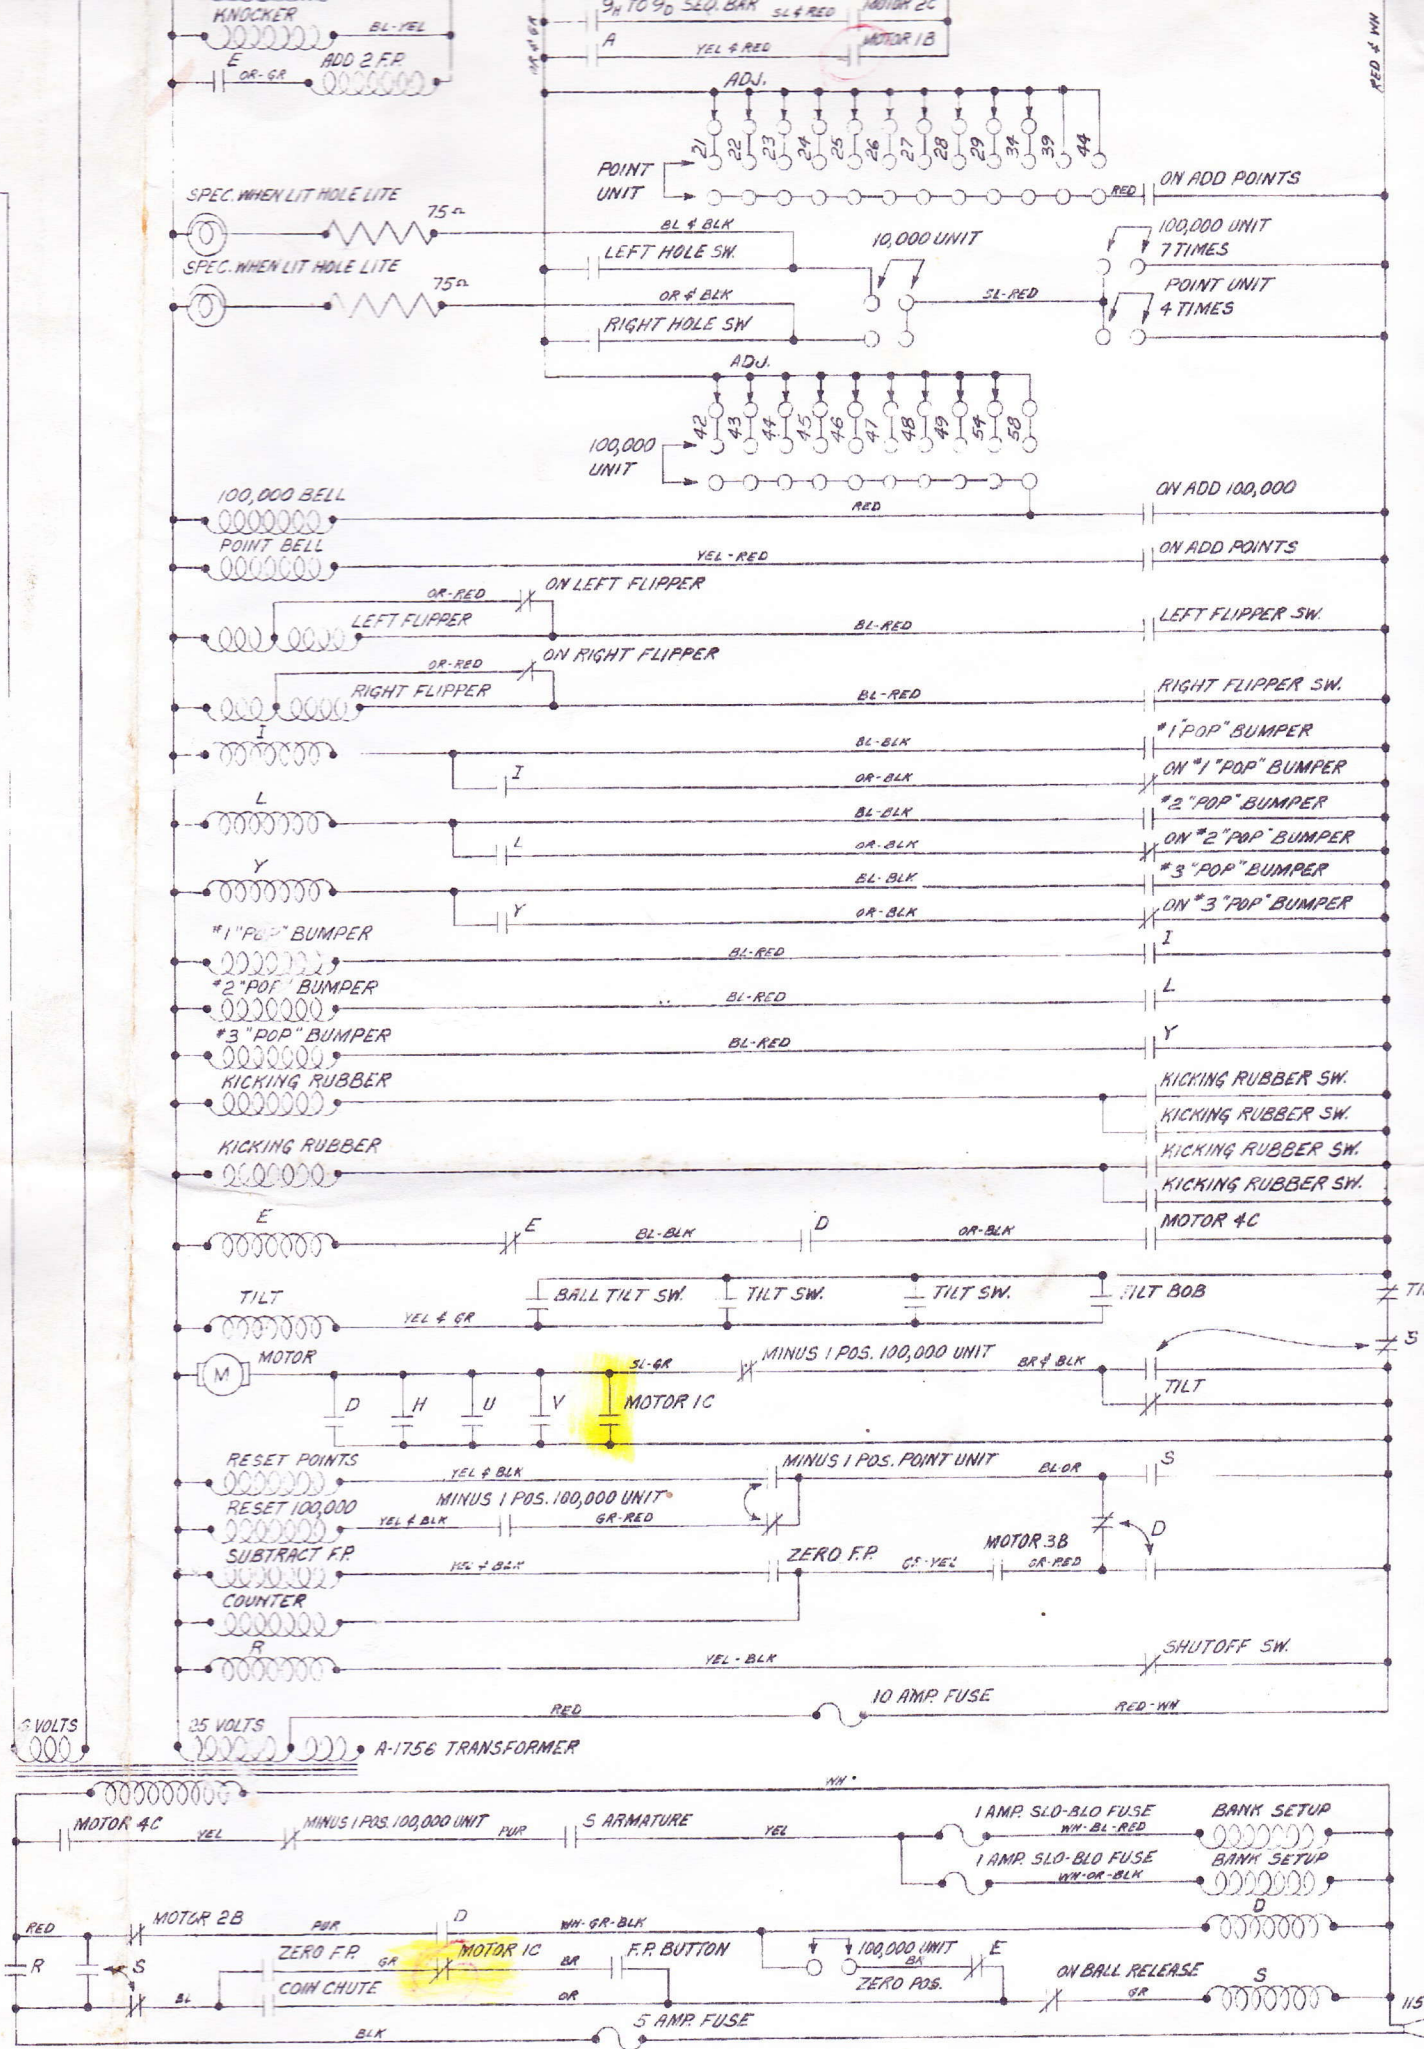 KNOCKER
BL-YEL
E
OR-GR
ADD 2 F.P.
OR & GR
9H TO 9D SEQ. BAR SL & RED MOTOR 2C
A YEL & RED MOTOR 1B
RED & WH
ADJ.
21 22 23 24 25 26 27 28 29 34 39 44
POINT UNIT
RED
ON ADD POINTS
SPEC. WHEN LIT HOLE LITE
75Ω
BL & BLK
LEFT HOLE SW.
10,000 UNIT
100,000 UNIT
7 TIMES
SPEC. WHEN LIT HOLE LITE
75Ω
OR & BLK
RIGHT HOLE SW
SL-RED
POINT UNIT
4 TIMES
ADJ.
42 43 44 45 46 47 48 49 54 58
100,000 UNIT
100,000 BELL
RED
ON ADD 100,000
POINT BELL
YEL-RED
ON ADD POINTS
OR-RED
ON LEFT FLIPPER
LEFT FLIPPER
BL-RED
LEFT FLIPPER SW.
OR-RED
ON RIGHT FLIPPER
RIGHT FLIPPER
BL-RED
RIGHT FLIPPER SW.
I
BL-BLK
#1 "POP" BUMPER
I
OR-BLK
ON #1 "POP" BUMPER
L
BL-BLK
#2 "POP" BUMPER
L
OR-BLK
ON #2 "POP" BUMPER
Y
BL-BLK
#3 "POP" BUMPER
Y
OR-BLK
ON #3 "POP" BUMPER
#1 "POP" BUMPER
BL-RED
I
#2 "POP" BUMPER
BL-RED
L
#3 "POP" BUMPER
BL-RED
Y
KICKING RUBBER
KICKING RUBBER SW.
KICKING RUBBER SW.
KICKING RUBBER
KICKING RUBBER SW.
KICKING RUBBER SW.
E
E
BL-BLK
D
OR-BLK
MOTOR 4C
TILT
YEL & GR
BALL TILT SW.
TILT SW.
TILT SW.
TILT BOB
S
M
MOTOR
SL-GR
MINUS 1 POS. 100,000 UNIT
BR & BLK
TILT
D
H
U
V
MOTOR 1C
RESET POINTS
YEL & BLK
MINUS 1 POS. POINT UNIT
BL-OR
S
RESET 100,000
YEL & BLK
MINUS 1 POS. 100,000 UNIT
GR-RED
D
SUBTRACT F.P.
YEL & BLK
ZERO F.P.
MOTOR 3B
OR-RED
COUNTER
R
YEL-BLK
SHUTOFF SW.
RED
10 AMP. FUSE
RED-WH
VOLTS
25 VOLTS
A-1756 TRANSFORMER
WH
MOTOR 4C
YEL
MINUS 1 POS. 100,000 UNIT
PUR
S ARMATURE
YEL
1 AMP. SLO-BLO FUSE
WH-BL-RED
BANK SETUP
1 AMP. SLO-BLO FUSE
WH-OR-BLK
BANK SETUP
RED
MOTOR 2B
PUR
D
WH-GR-BLK
D
R
S
ZERO F.P.
GR
MOTOR 1C
BR
F.P. BUTTON
100,000 UNIT
BR
ZERO POS.
E
BL
COIN CHUTE
OR
ON BALL RELEASE
GR
S
115
BLK
5 AMP. FUSE